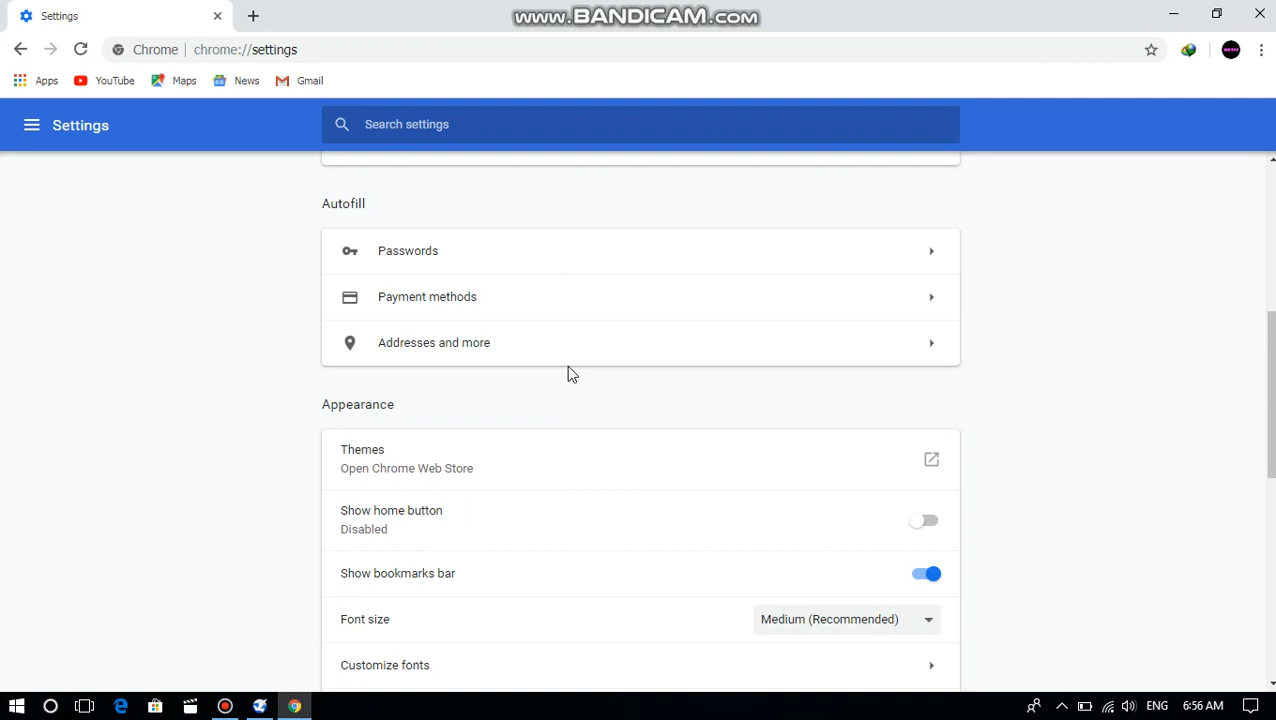 Settings
www.BANDICAM.com
Chrome
chrome://settings
Apps
YouTube
Maps
News
Gmail
Settings
Search settings
Autofill
Passwords
Payment methods
Addresses and more
Appearance
Themes
Open Chrome Web Store
Show home button
Disabled
Show bookmarks bar
Font size
Medium (Recommended)
Customize fonts
ENG
6:56 AM